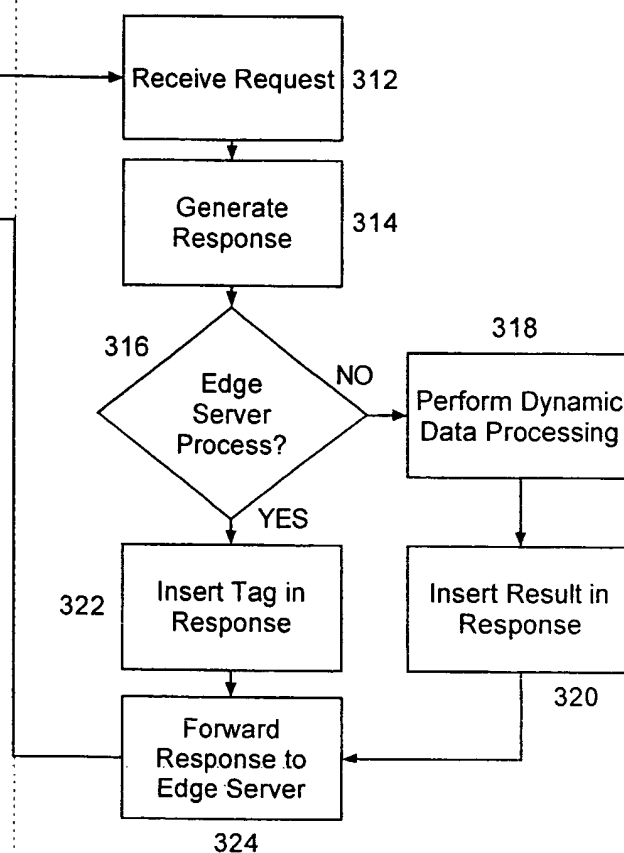 Receive Request
312
Generate
Response
314
316
Edge
Server
Process?
NO
318
Perform Dynamic
Data Processing
YES
322
Insert Tag in
Response
Insert Result in
Response
320
Forward
Response to
Edge Server
324